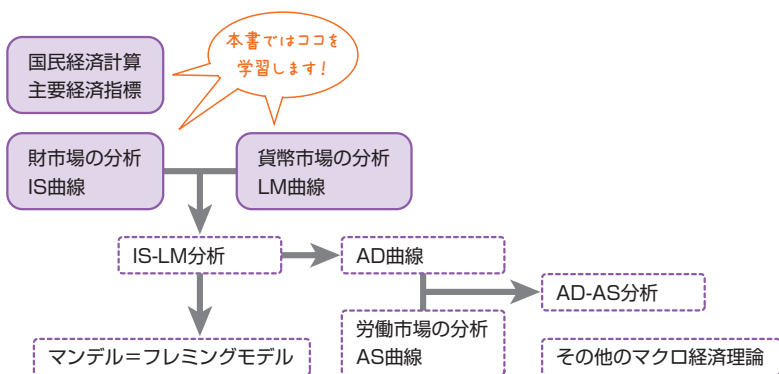 本書ではココを
学習します!
国民経済計算
主要経済指標
財市場の分析
IS曲線
貨幣市場の分析
LM曲線
IS-LM分析
AD曲線
AD-AS分析
労働市場の分析
AS曲線
マンデル=フレミングモデル
その他のマクロ経済理論